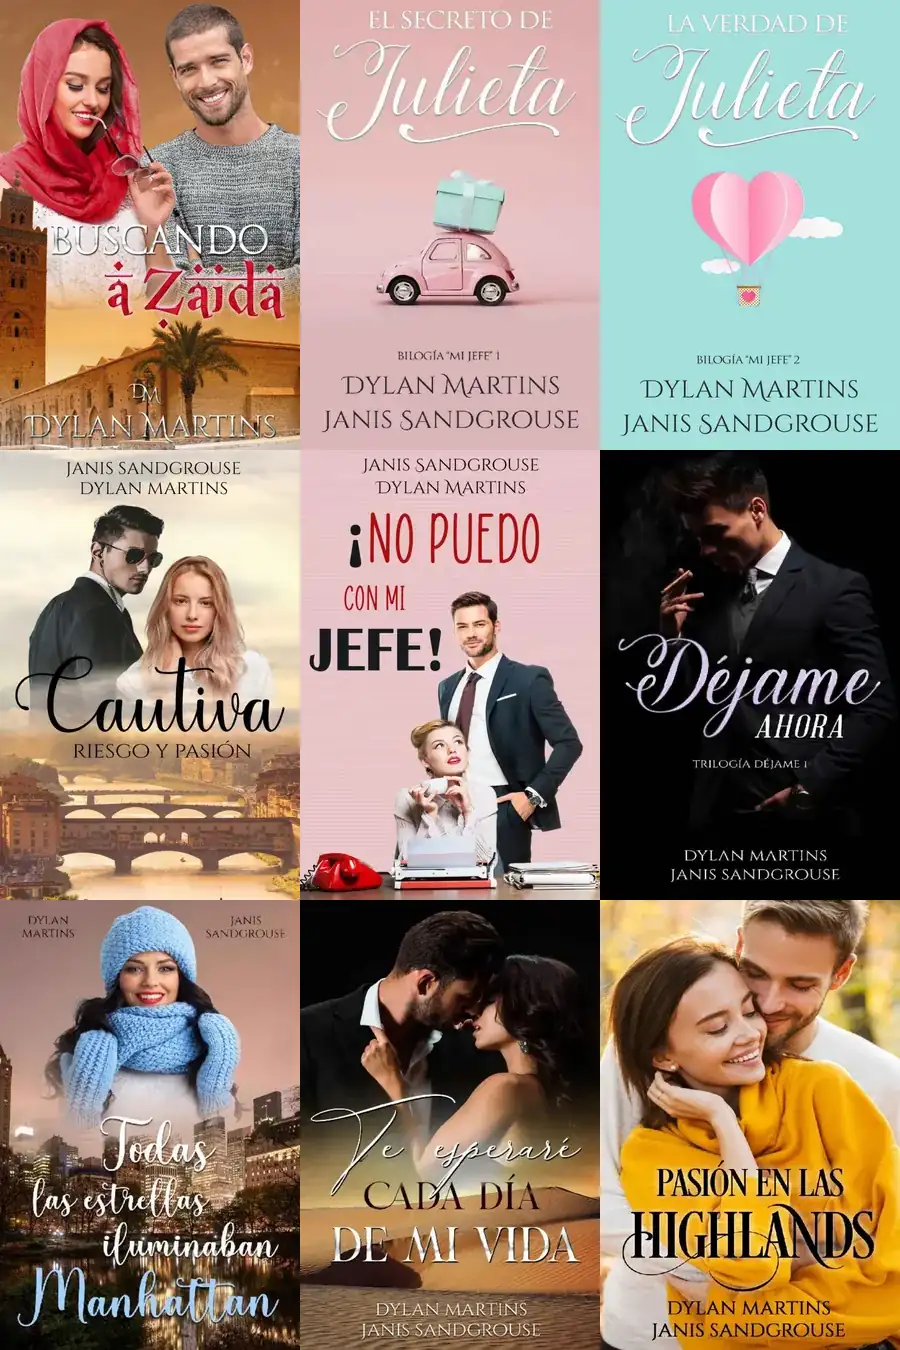 BUSCANDO
a Zaida
DM
DYLAN MARTINS
EL SECRETO DE
Julieta
BILOGÍA "MI JEFE" 1
DYLAN MARTINS
JANIS SANDGROUSE
LA VERDAD DE
Julieta
BILOGÍA "MI JEFE" 2
DYLAN MARTINS
JANIS SANDGROUSE
JANIS SANDGROUSE
DYLAN MARTINS
Cautiva
RIESGO Y PASIÓN
JANIS SANDGROUSE
DYLAN MARTINS
¡NO PUEDO
CON MI
JEFE!
Déjame
AHORA
TRILOGÍA DÉJAME 1
DYLAN MARTINS
JANIS SANDGROUSE
DYLAN
MARTINS
JANIS
SANDGROUSE
Todas
las estrellas
iluminaban
Manhattan
Te esperaré
CADA DÍA
DE MI VIDA
DYLAN MARTINS
JANIS SANDGROUSE
PASIÓN EN LAS
HIGHLANDS
DYLAN MARTINS
JANIS SANDGROUSE